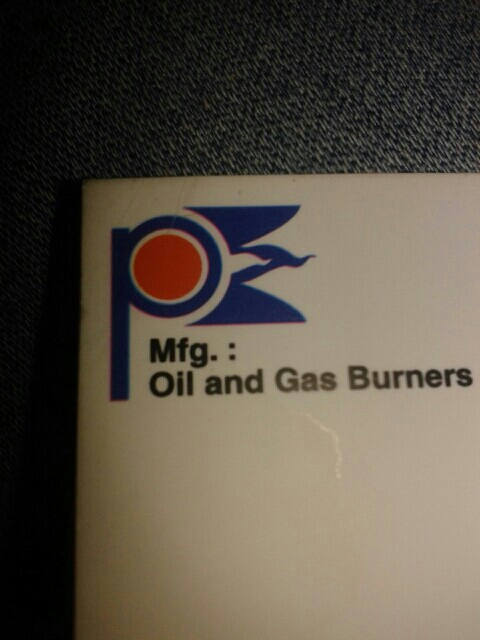 Mfg. :
Oil and Gas Burners